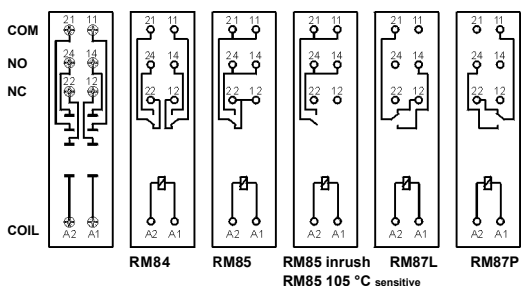 21 11 21 11 21 11 21 11 21 11 21 11
COM
NO 24 14 24 14 24 14 24 14 24 14 24 14
NC 22 12 22 12 22 12 22 12 22 12 22 12
COIL A2 A1 A2 A1 A2 A1 A2 A1 A2 A1 A2 A1
RM84 RM85 RM85 inrush RM87L RM87P
RM85 105 °C sensitive